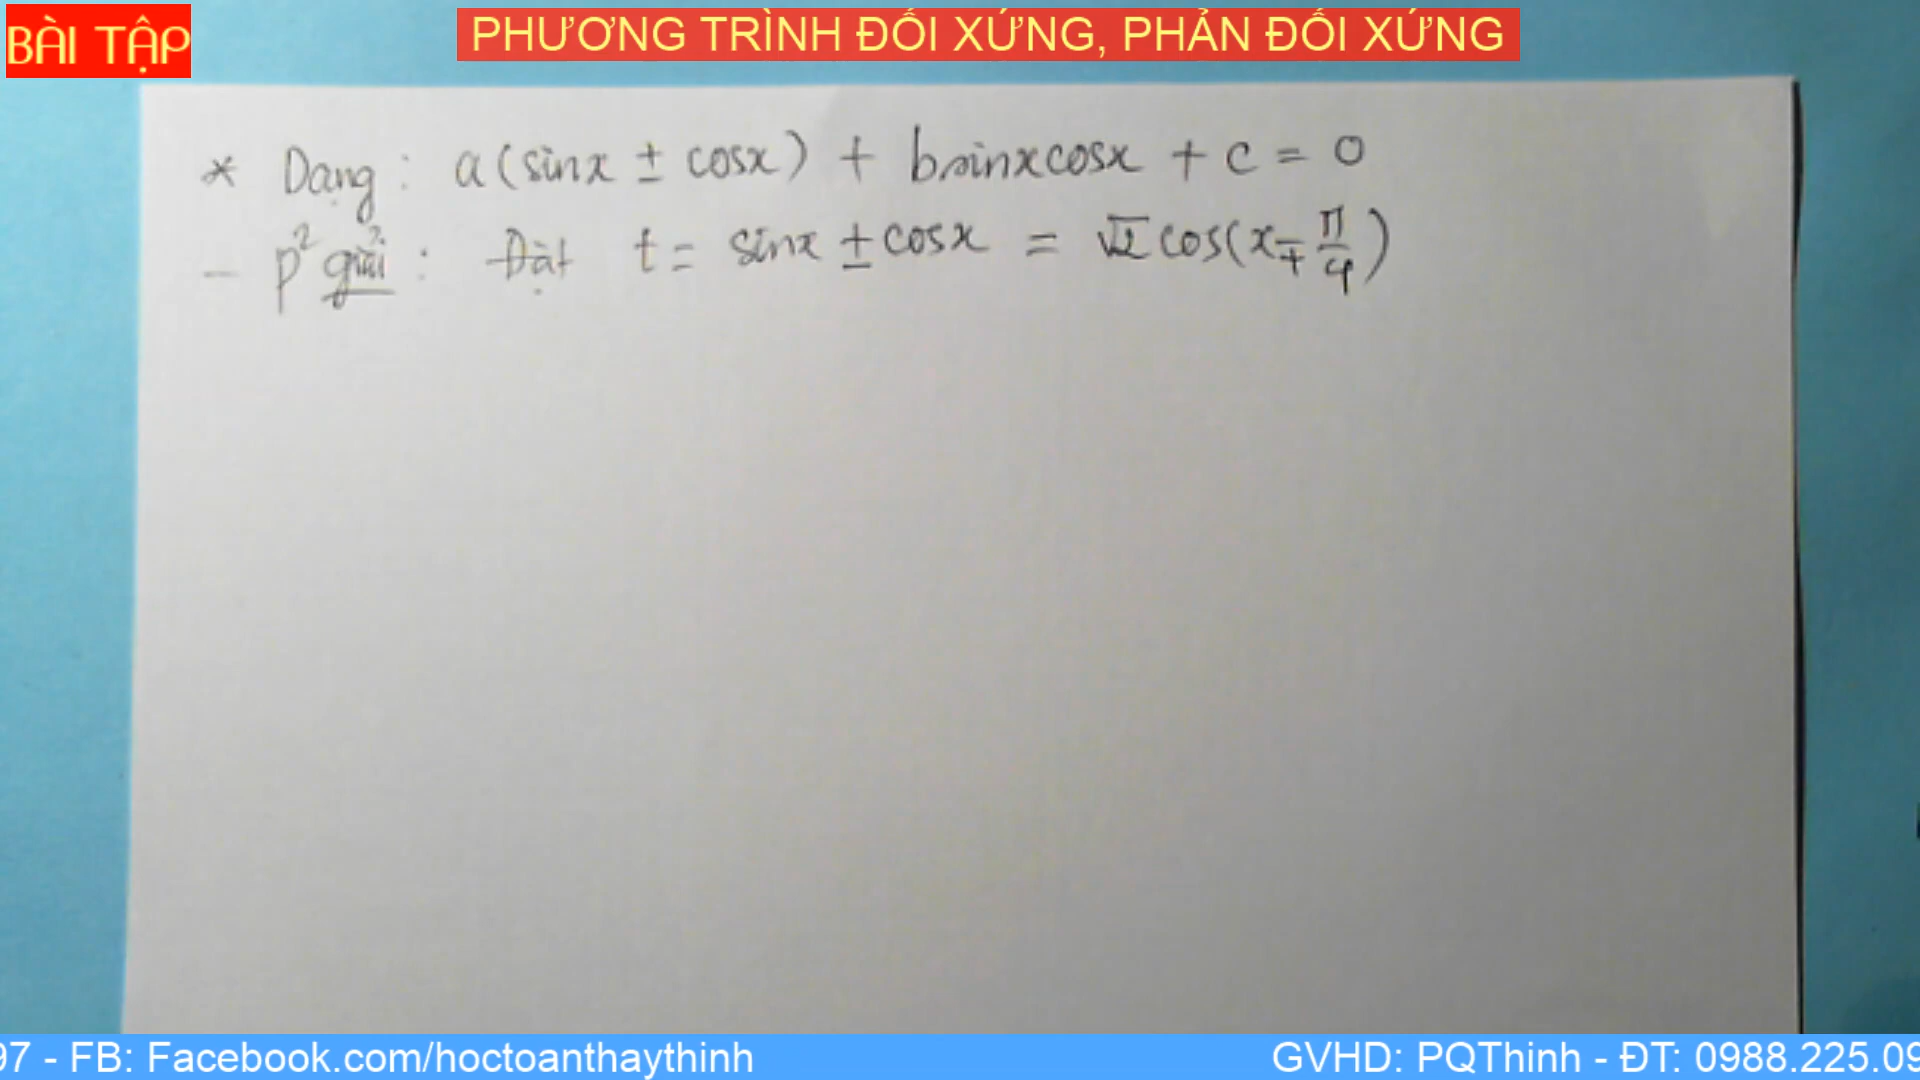 BÀI TẬP
PHƯƠNG TRÌNH ĐỐI XỨNG, PHẢN ĐỐI XỨNG
* Dạng: a(sinx ± cosx) + bsinxcosx + c = 0
- P² giải: Đặt t = sinx ± cosx = √2 cos(x ∓ π/4)
97 - FB: Facebook.com/hoctoanthaythinh GVHD: PQThinh - ĐT: 0988.225.09